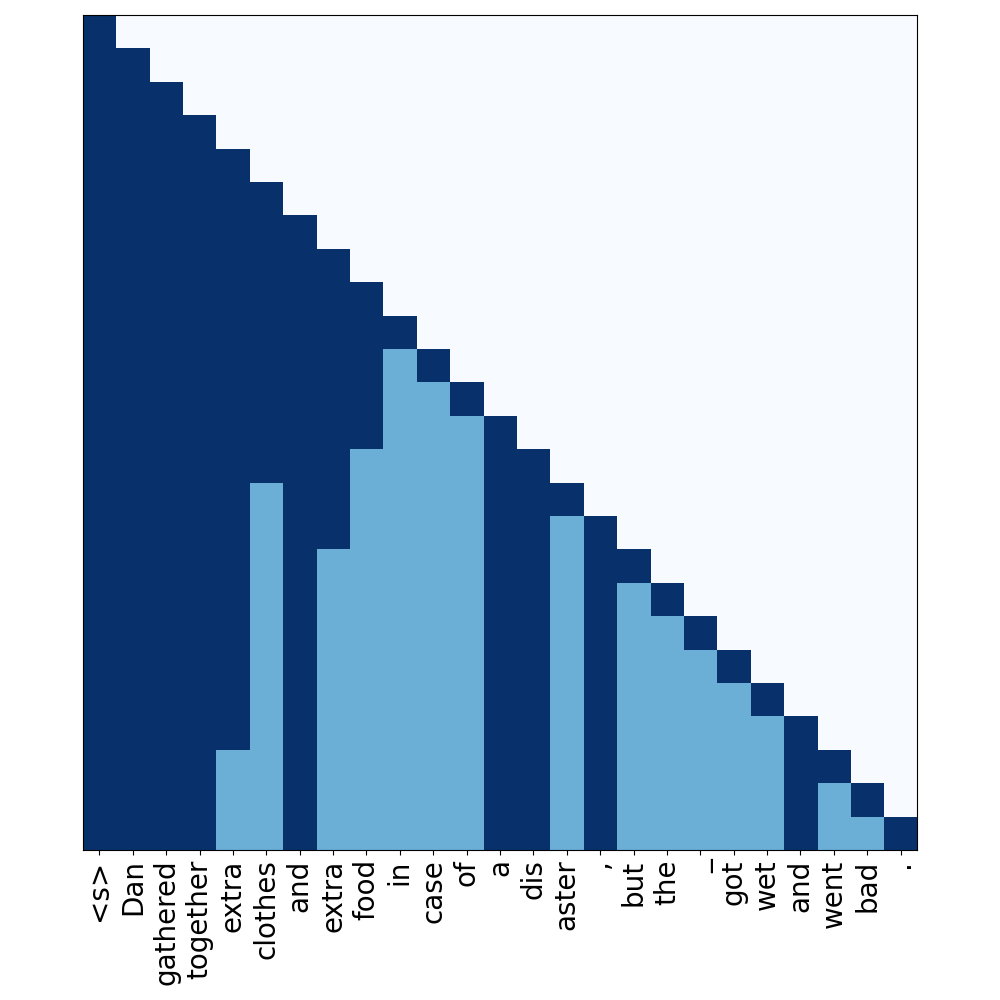 <s> Dan gathered together extra clothes and extra food in case of a dis aster , but the _ got wet and went bad .